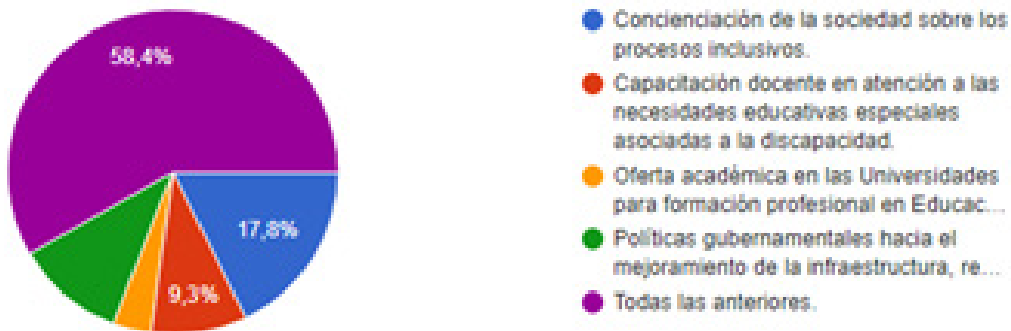 58,4%
17,8%
9,3%
Concienciación de la sociedad sobre los
procesos inclusivos.
Capacitación docente en atención a las
necesidades educativas especiales
asociadas a la discapacidad.
Oferta académica en las Universidades
para formación profesional en Educac...
Políticas gubernamentales hacia el
mejoramiento de la infraestructura, re...
Todas las anteriores.